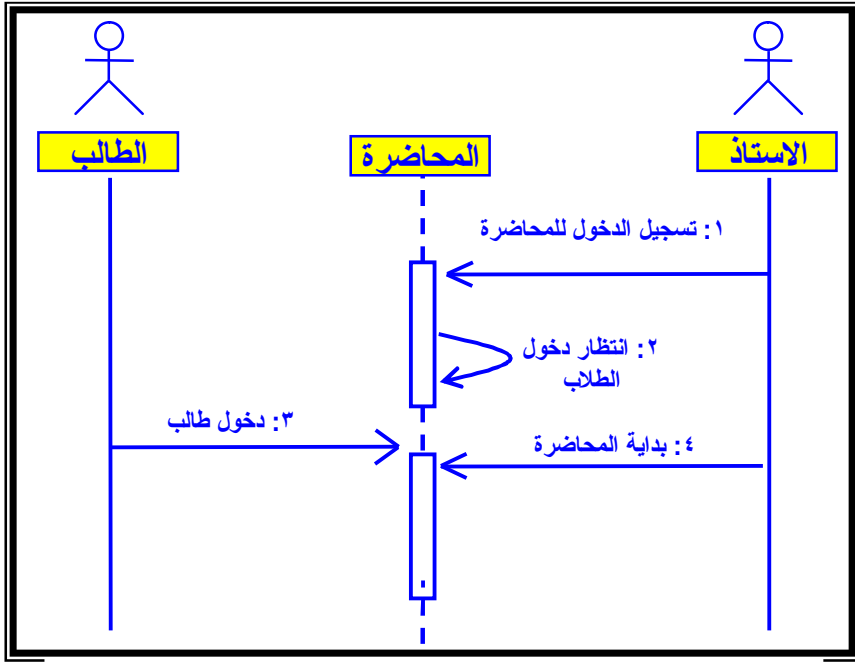 الاستاذ
المحاضرة
الطالب
١: تسجيل الدخول للمحاضرة
٢: انتظار دخول
الطلاب
٣: دخول طالب
٤: بداية المحاضرة